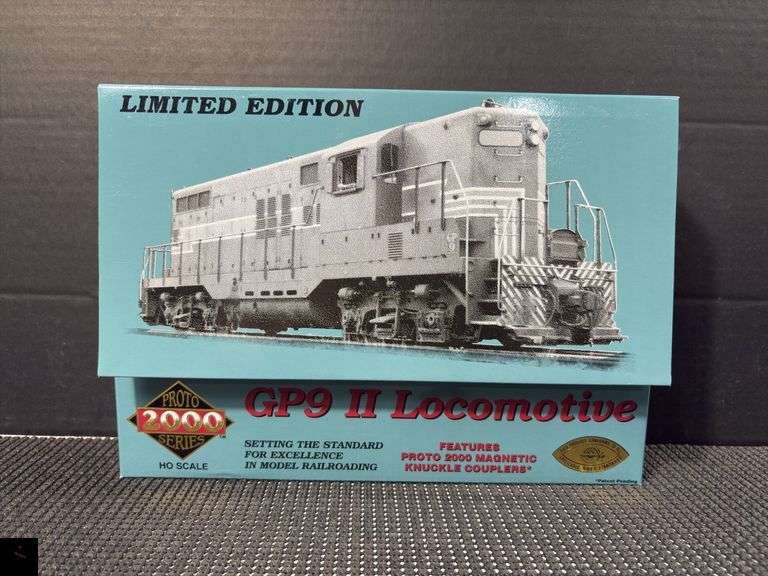 LIMITED EDITION
PROTO
2000
SERIES
HO SCALE
GP9 II Locomotive
SETTING THE STANDARD
FOR EXCELLENCE
IN MODEL RAILROADING
FEATURES
PROTO 2000 MAGNETIC
KNUCKLE COUPLERS*
*Patent Pending